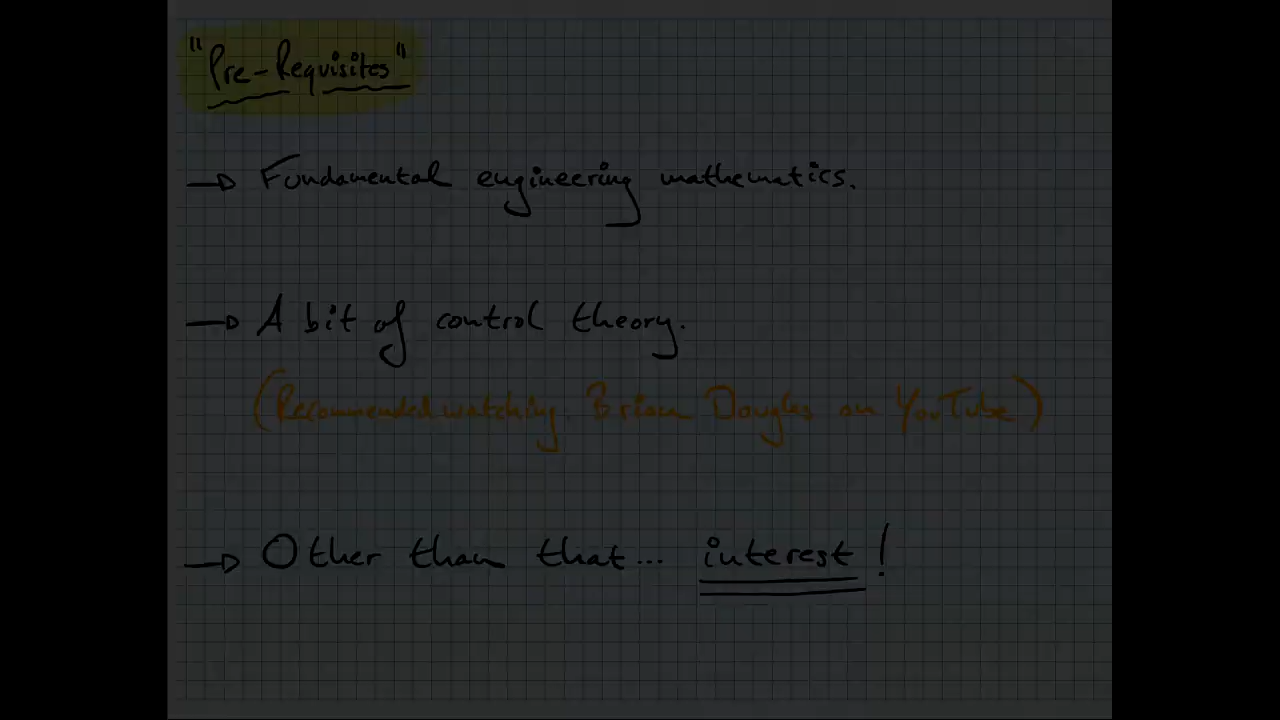 "Pre-Requisites"
→ Fundamental engineering mathematics.
→ A bit of control theory.
(Recommended watching. Brian Douglas on YouTube)
→ Other than that... interest!